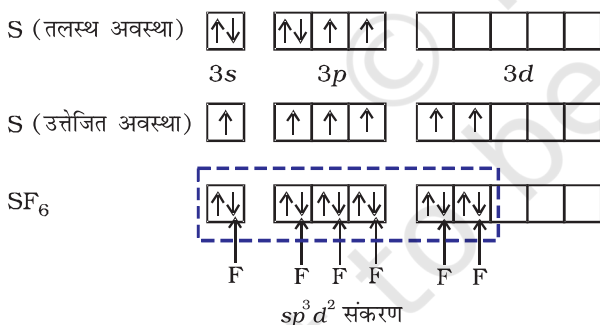 S (तलस्थ अवस्था)
3s 3p 3d
S (उत्तेजित अवस्था)
SF₆
F F F F F F
sp³d² संकरण